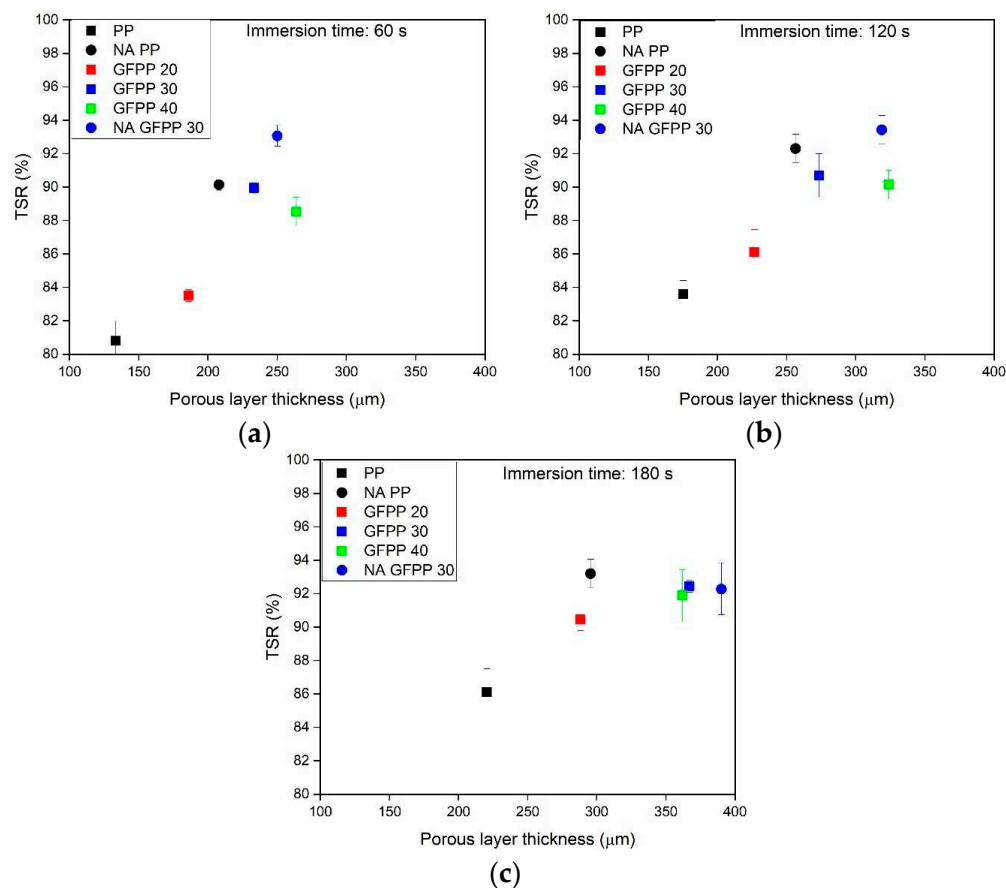 Immersion time: 60 s
PP
NA PP
GFPP 20
GFPP 30
GFPP 40
NA GFPP 30
TSR (%)
100
98
96
94
92
90
88
86
84
82
80
100 150 200 250 300 350 400
Porous layer thickness (μm)
(a)
Immersion time: 120 s
PP
NA PP
GFPP 20
GFPP 30
GFPP 40
NA GFPP 30
TSR (%)
100
98
96
94
92
90
88
86
84
82
80
100 150 200 250 300 350 400
Porous layer thickness (μm)
(b)
Immersion time: 180 s
PP
NA PP
GFPP 20
GFPP 30
GFPP 40
NA GFPP 30
TSR (%)
100
98
96
94
92
90
88
86
84
82
80
100 150 200 250 300 350 400
Porous layer thickness (μm)
(c)